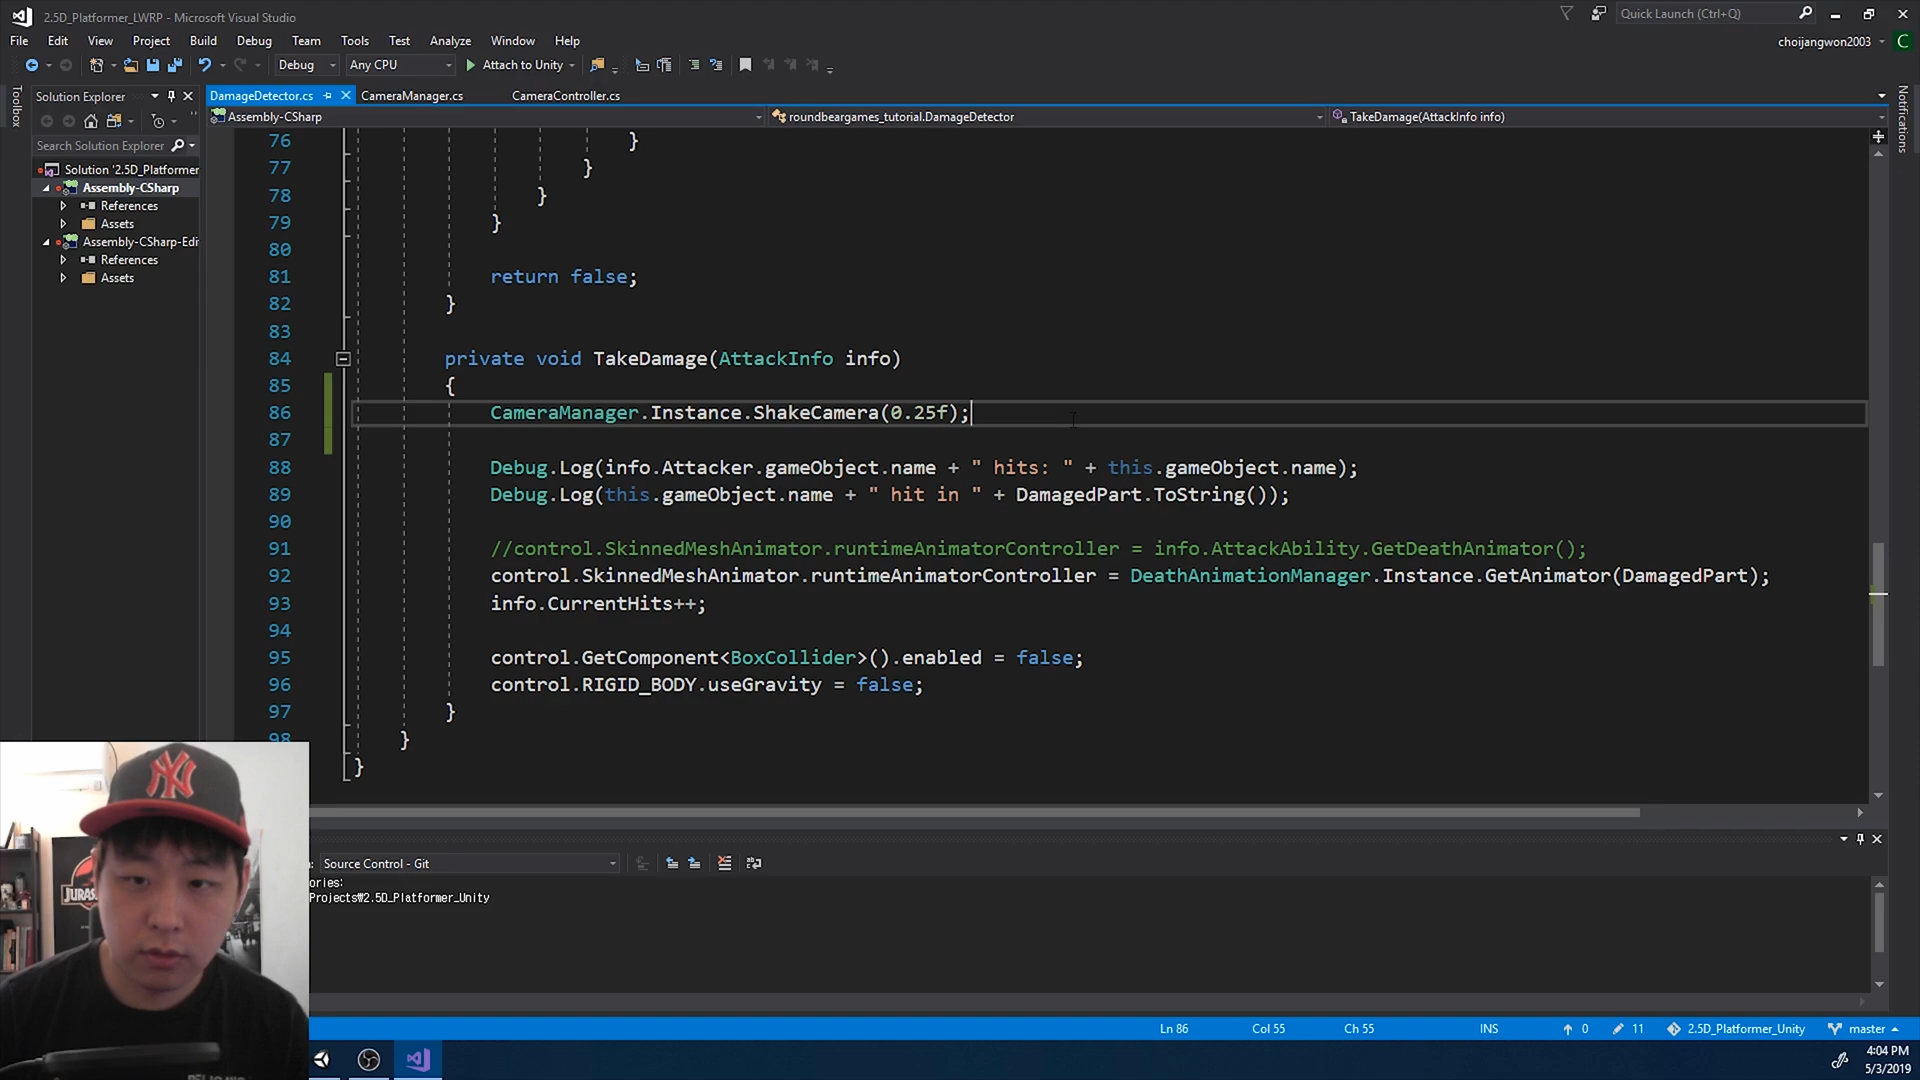 2.5D_Platformer_LWRP - Microsoft Visual Studio
Quick Launch (Ctrl+Q)
File Edit View Project Build Debug Team Tools Test Analyze Window Help
choijangwon2003
C
Debug Any CPU Attach to Unity
Toolbox
Solution Explorer
DamageDetector.cs CameraManager.cs CameraController.cs
Notifications
Assembly-CSharp roundbeargames_tutorial.DamageDetector TakeDamage(AttackInfo info)
Search Solution Explorer
Solution '2.5D_Platformer
Assembly-CSharp
References
Assets
Assembly-CSharp-Edi
References
Assets
76 }
77 }
78 }
79 }
80
81 return false;
82 }
83
84 private void TakeDamage(AttackInfo info)
85 {
86 CameraManager.Instance.ShakeCamera(0.25f);
87
88 Debug.Log(info.Attacker.gameObject.name + " hits: " + this.gameObject.name);
89 Debug.Log(this.gameObject.name + " hit in " + DamagedPart.ToString());
90
91 //control.SkinnedMeshAnimator.runtimeAnimatorController = info.AttackAbility.GetDeathAnimator();
92 control.SkinnedMeshAnimator.runtimeAnimatorController = DeathAnimationManager.Instance.GetAnimator(DamagedPart);
93 info.CurrentHits++;
94
95 control.GetComponent<BoxCollider>().enabled = false;
96 control.RIGID_BODY.useGravity = false;
97 }
98 }
}
Source Control - Git
ories:
Projects₩2.5D_Platformer_Unity
NY
JURAS
Ln 86 Col 55 Ch 55 INS 0 11 2.5D_Platformer_Unity master
4:04 PM
5/3/2019